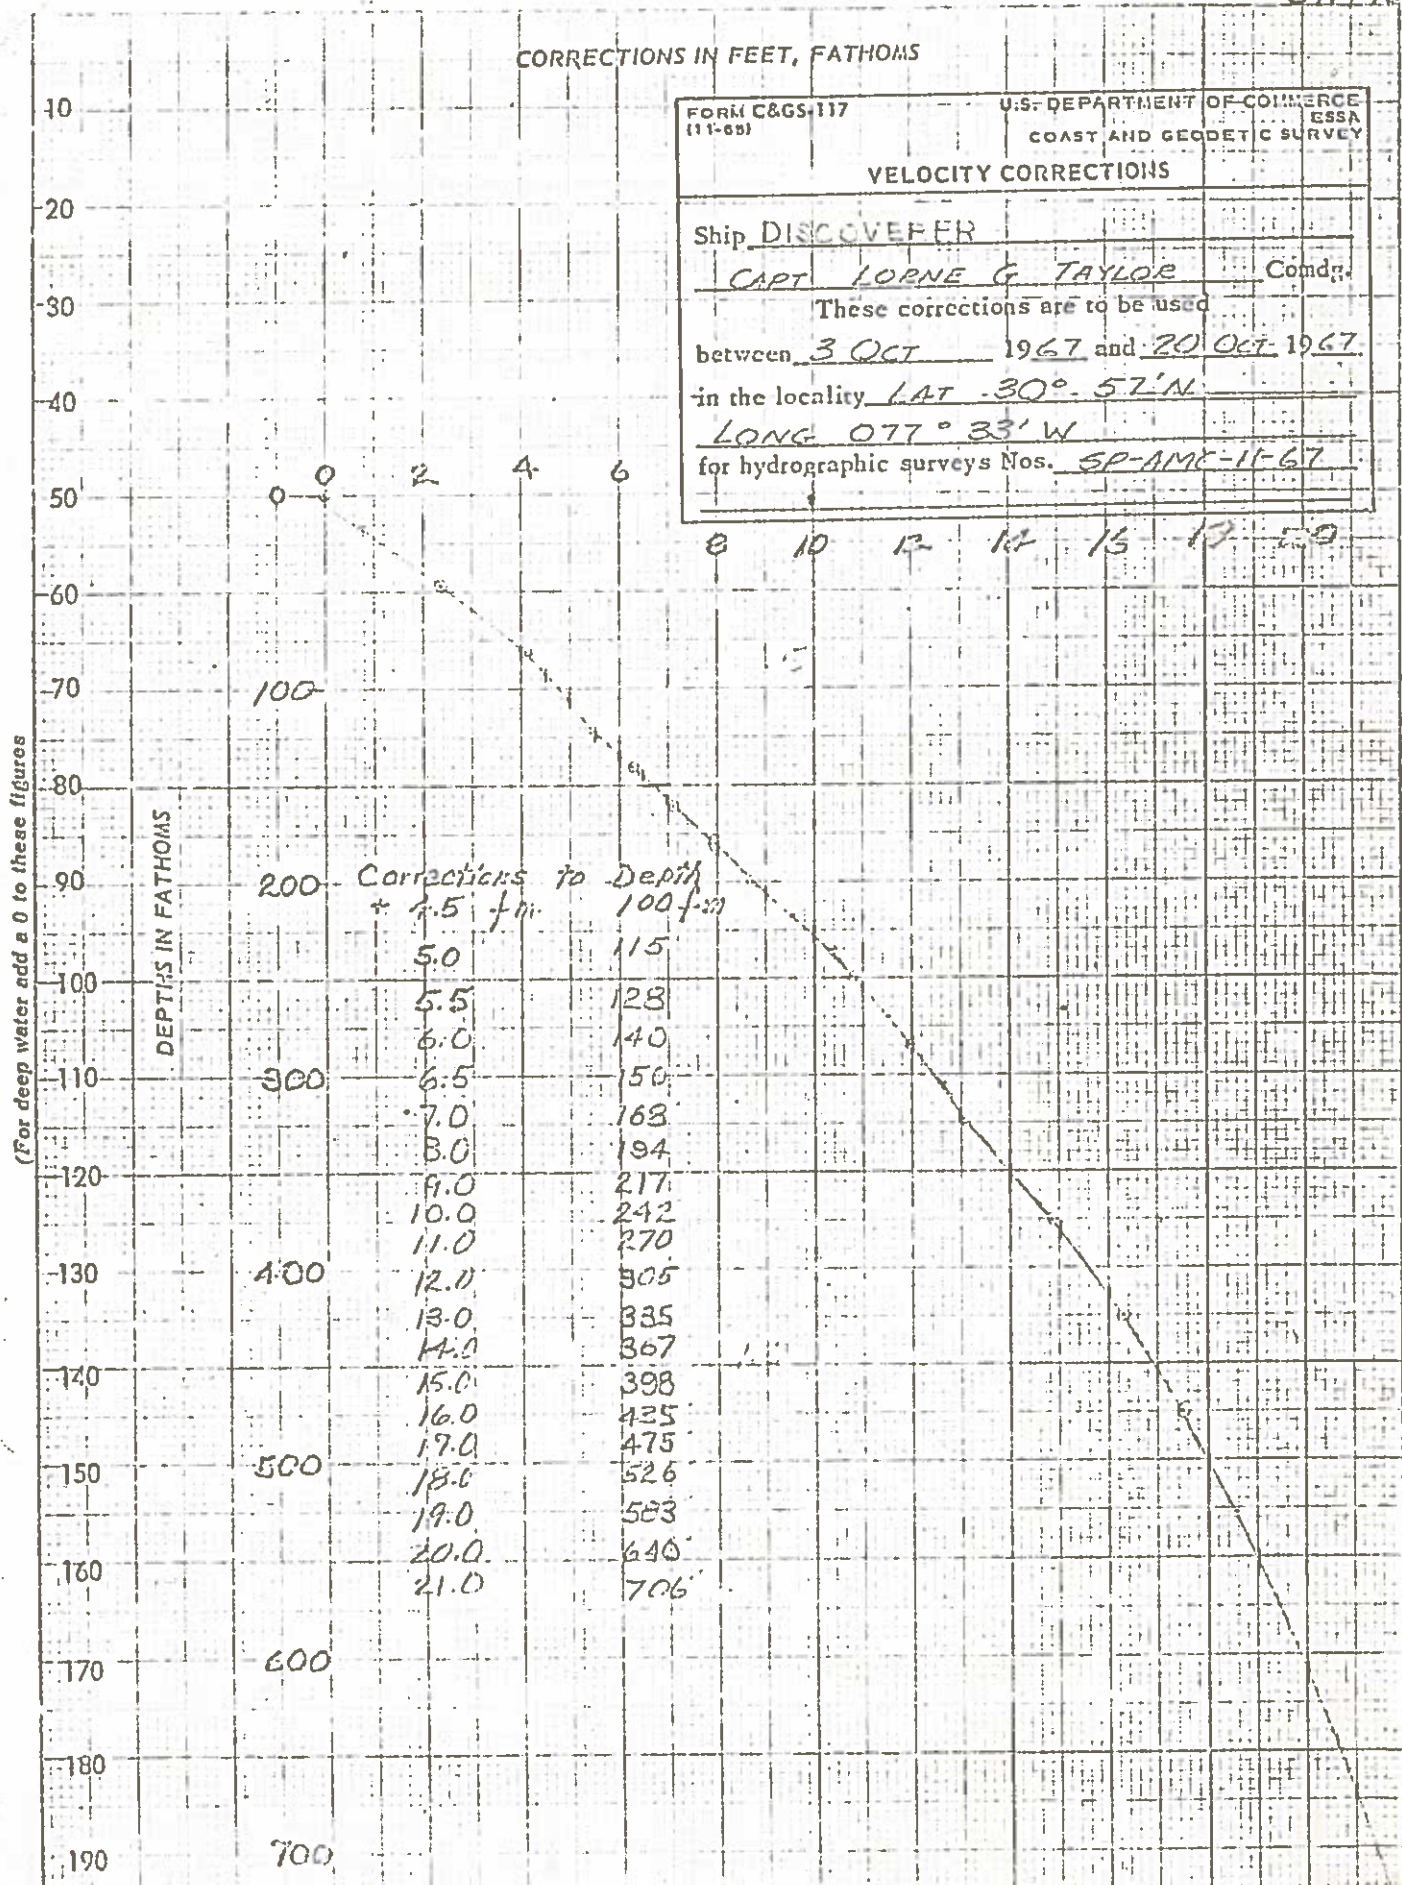 CORRECTIONS IN FEET, FATHOMS
FORM C&GS-117
(11-65)
U.S. DEPARTMENT OF COMMERCE
ESSA
COAST AND GEODETIC SURVEY
VELOCITY CORRECTIONS
Ship DISCOVERER
CAPT LORNE G TAYLOR Comdg.
These corrections are to be used
between 3 OCT 1967 and 20 OCT 1967
in the locality LAT 30° 57'N
LONG 077° 33' W
for hydrographic surveys Nos. SP-AMC-11-67
0 2 4 6
8 10 12 14 16 18 20
10
20
30
40
50
60
70
80
90
100
110
120
130
140
150
160
170
180
190
(For deep water add a 0 to these figures
DEPTHS IN FATHOMS
0
100
200
300
400
500
600
700
Corrections to Depth
+ 4.5 fm. 100 fm
5.0 115
5.5 128
6.0 140
6.5 150
7.0 168
8.0 194
9.0 217
10.0 242
11.0 270
12.0 305
13.0 335
14.0 367
15.0 398
16.0 435
17.0 475
18.0 526
19.0 583
20.0 640
21.0 706